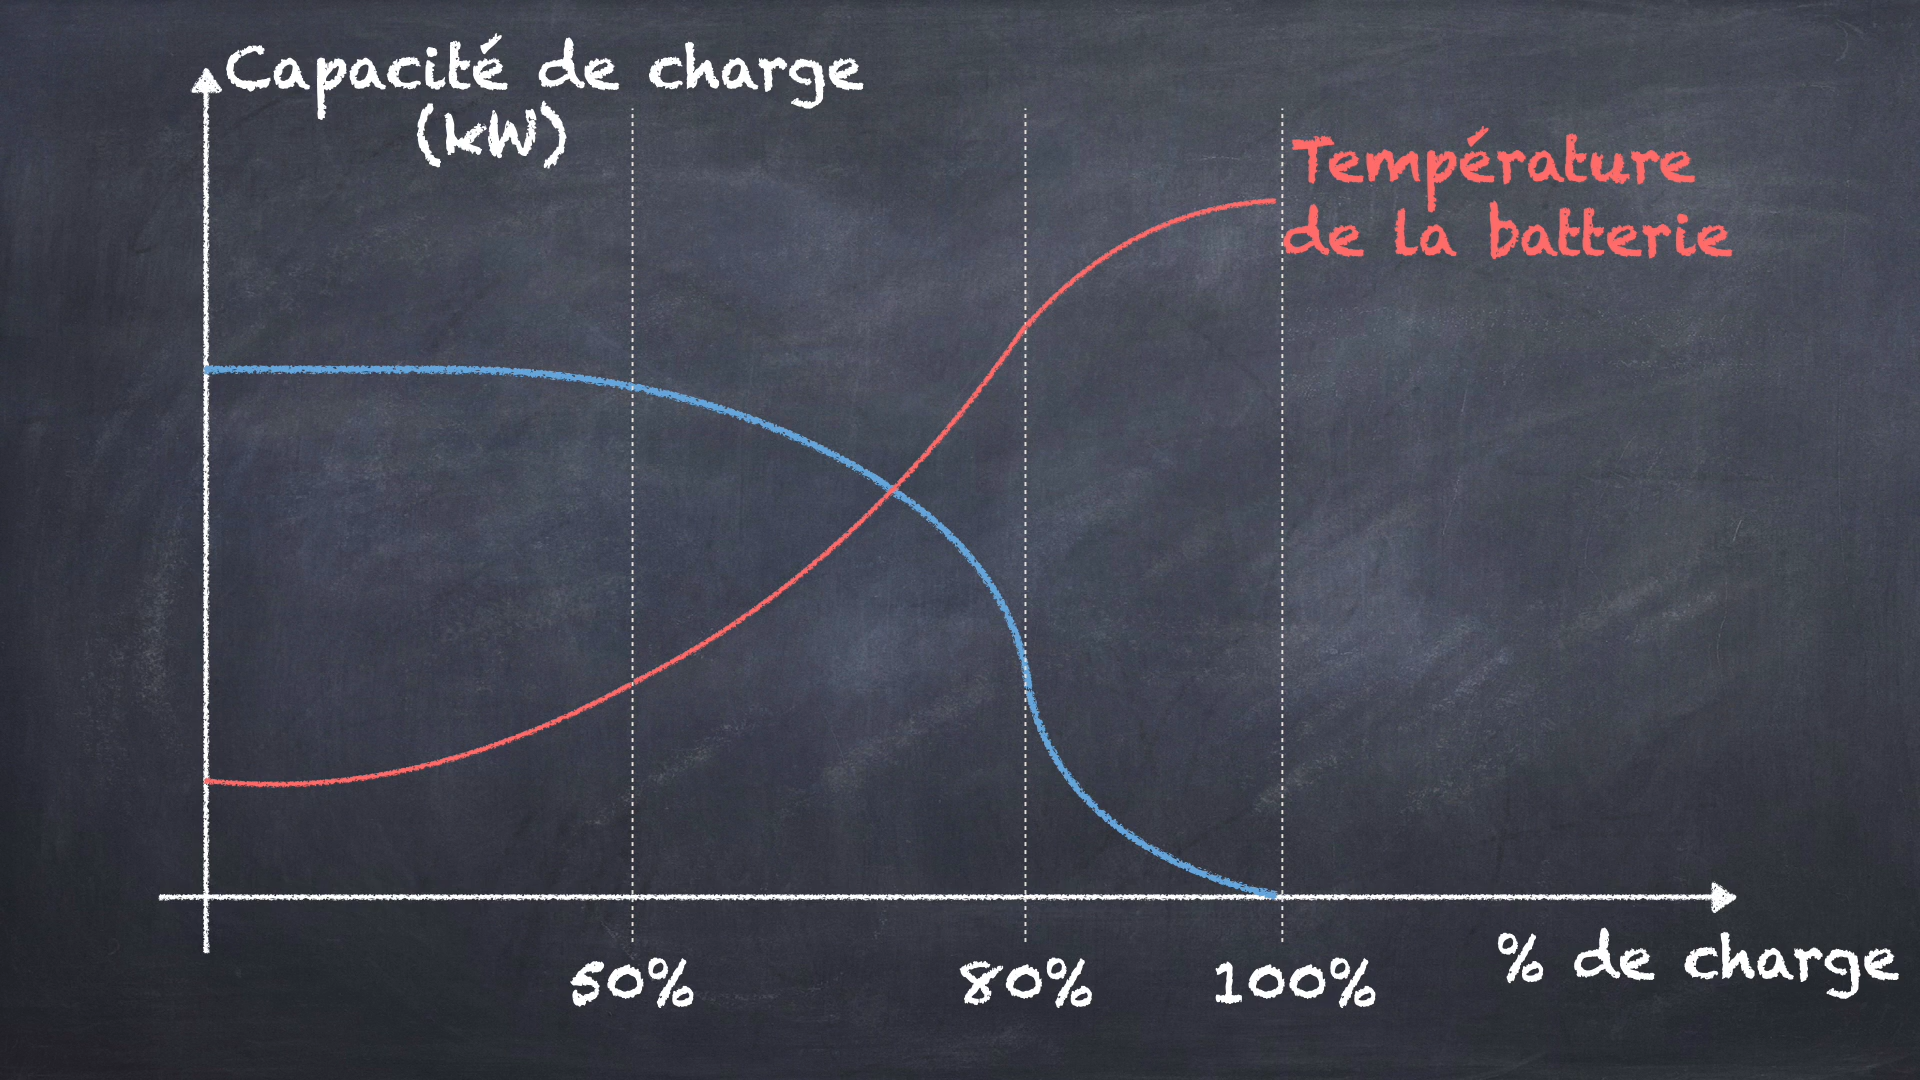 Capacité de charge
(kW)
Température
de la batterie
50%
80%
100%
% de charge